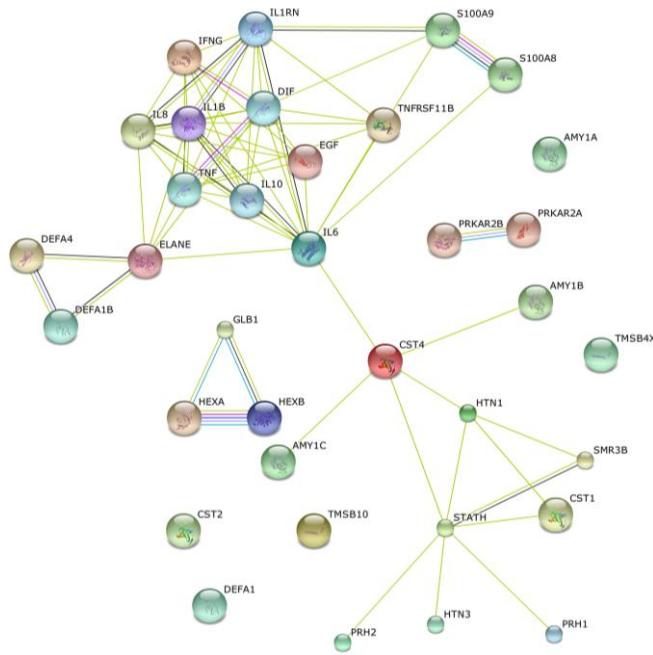 IL1RN
S100A9
IFNG
S100A8
DIF
IL1B
IL8
TNFRSF11B
EGF
AMY1A
TNF
IL10
PRKAR2A
PRKAR2B
IL6
DEFA4
ELANE
AMY1B
DEFA1B
GLB1
TMSB4X
CST4
HEXA
HEXB
HTN1
AMY1C
SMR3B
CST1
CST2
TMSB10
STATH
DEFA1
HTN3
PRH1
PRH2